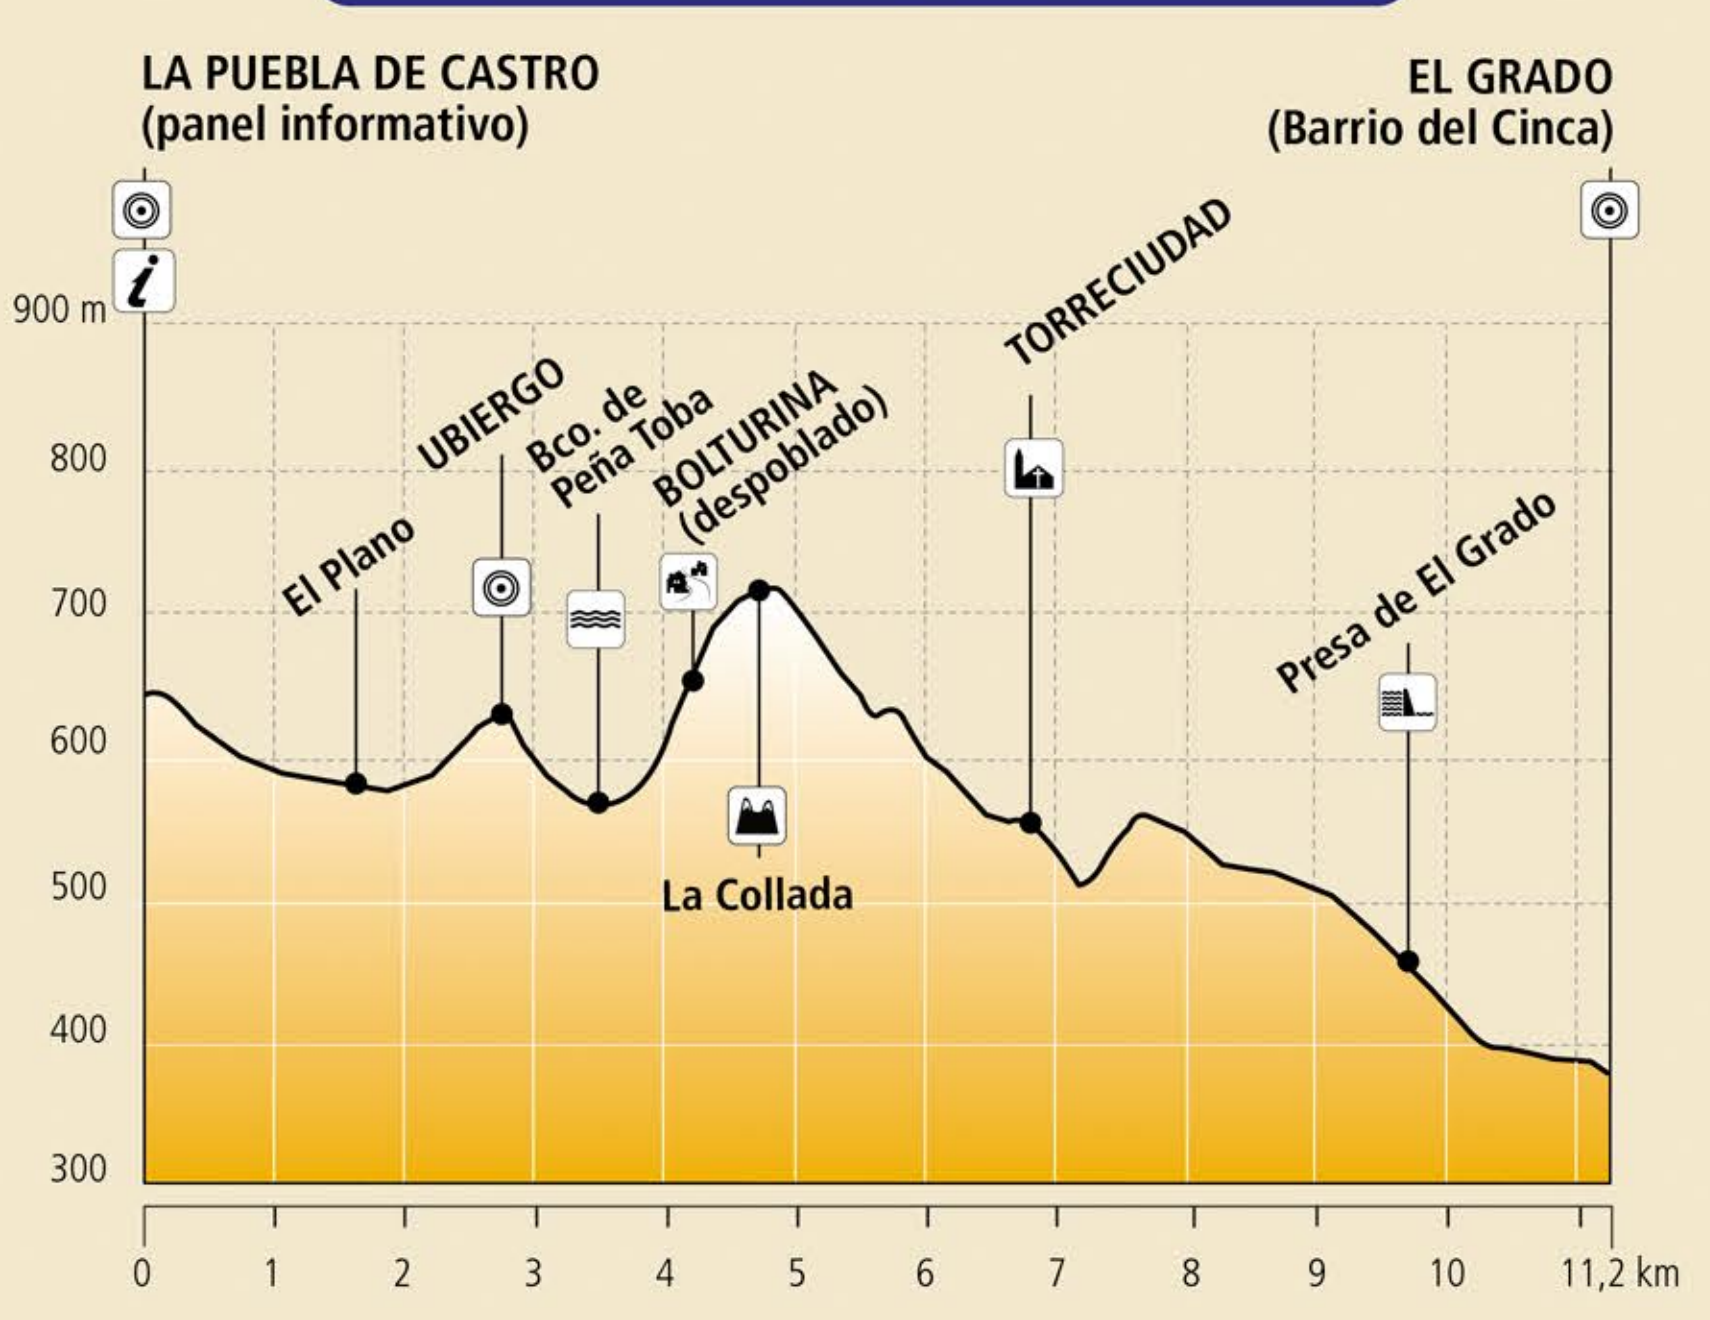 LA PUEBLA DE CASTRO
(panel informativo)
EL GRADO
(Barrio del Cinca)
i
TORRECIUDAD
900 m
UBIERGO
Bco. de
Peña Toba
BOLTURINA
(despoblado)
800
El Plano
Presa de El Grado
700
600
La Collada
500
400
300
0 1 2 3 4 5 6 7 8 9 10 11,2 km